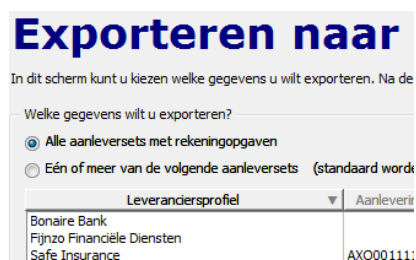 Exporteren naar
In dit scherm kunt u kiezen welke gegevens u wilt exporteren. Na de
Welke gegevens wilt u exporteren?
Alle aanleversets met rekeningopgaven
Eén of meer van de volgende aanleversets (standaard worde
Leveranciersprofiel Aanleverin
Bonaire Bank
Fijnzo Financiële Diensten
Safe Insurance AXO001111